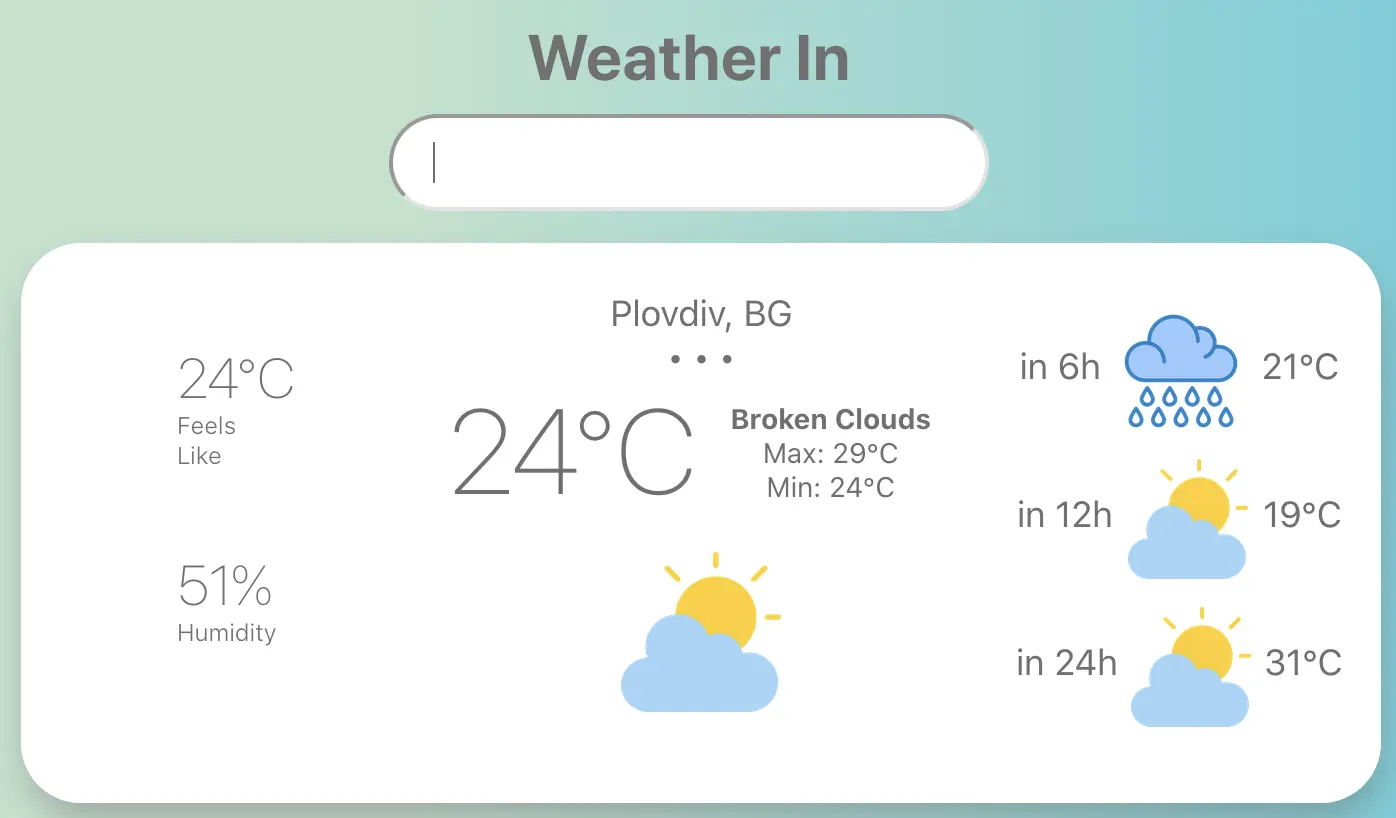 Weather In
Plovdiv, BG
24°C
Feels
Like
51%
Humidity
24°C
Broken Clouds
Max: 29°C
Min: 24°C
in 6h 21°C
in 12h 19°C
in 24h 31°C